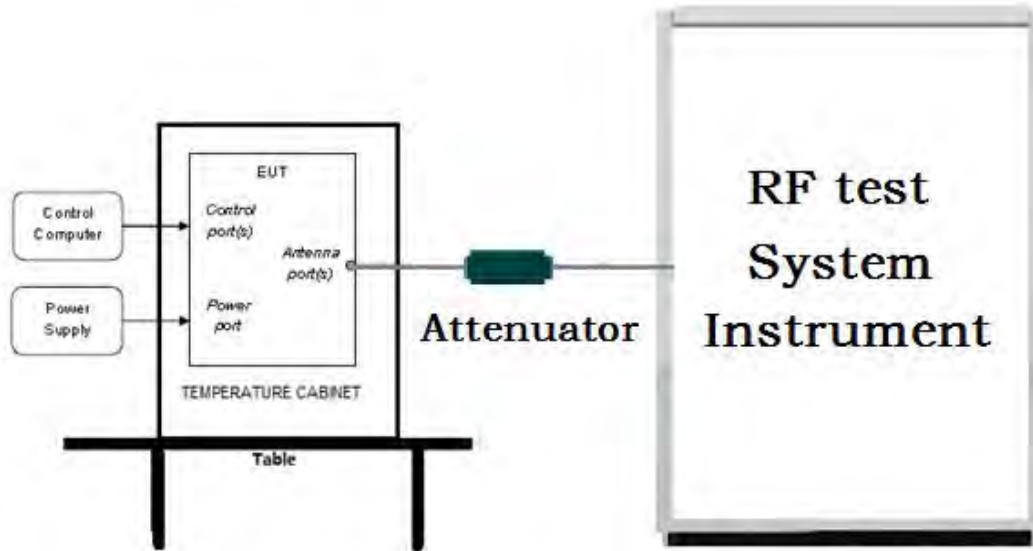 Control
Computer
Power
Supply
EUT
Control
port(s)
Antenna
port(s)
Power
port
TEMPERATURE CABINET
Table
Attenuator
RF test
System
Instrument